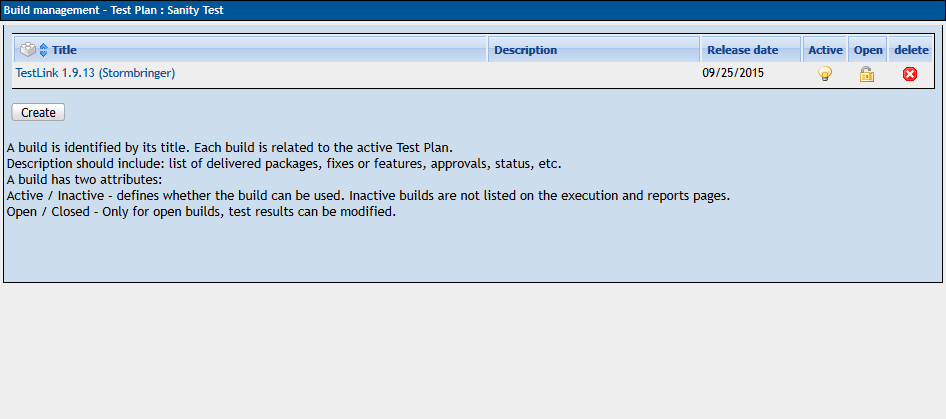 Build management - Test Plan : Sanity Test
Title Description Release date Active Open delete
TestLink 1.9.13 (Stormbringer) 09/25/2015
Create
A build is identified by its title. Each build is related to the active Test Plan.
Description should include: list of delivered packages, fixes or features, approvals, status, etc.
A build has two attributes:
Active / Inactive - defines whether the build can be used. Inactive builds are not listed on the execution and reports pages.
Open / Closed - Only for open builds, test results can be modified.